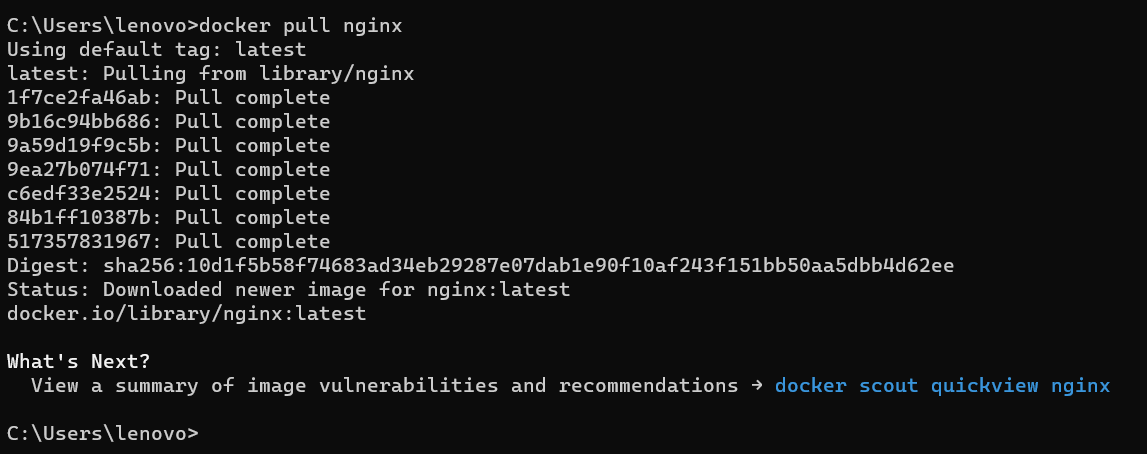 C:\Users\lenovo>docker pull nginx
Using default tag: latest
latest: Pulling from library/nginx
1f7ce2fa46ab: Pull complete
9b16c94bb686: Pull complete
9a59d19f9c5b: Pull complete
9ea27b074f71: Pull complete
c6edf33e2524: Pull complete
84b1ff10387b: Pull complete
517357831967: Pull complete
Digest: sha256:10d1f5b58f74683ad34eb29287e07dab1e90f10af243f151bb50aa5dbb4d62ee
Status: Downloaded newer image for nginx:latest
docker.io/library/nginx:latest
What's Next?
View a summary of image vulnerabilities and recommendations → docker scout quickview nginx
C:\Users\lenovo>